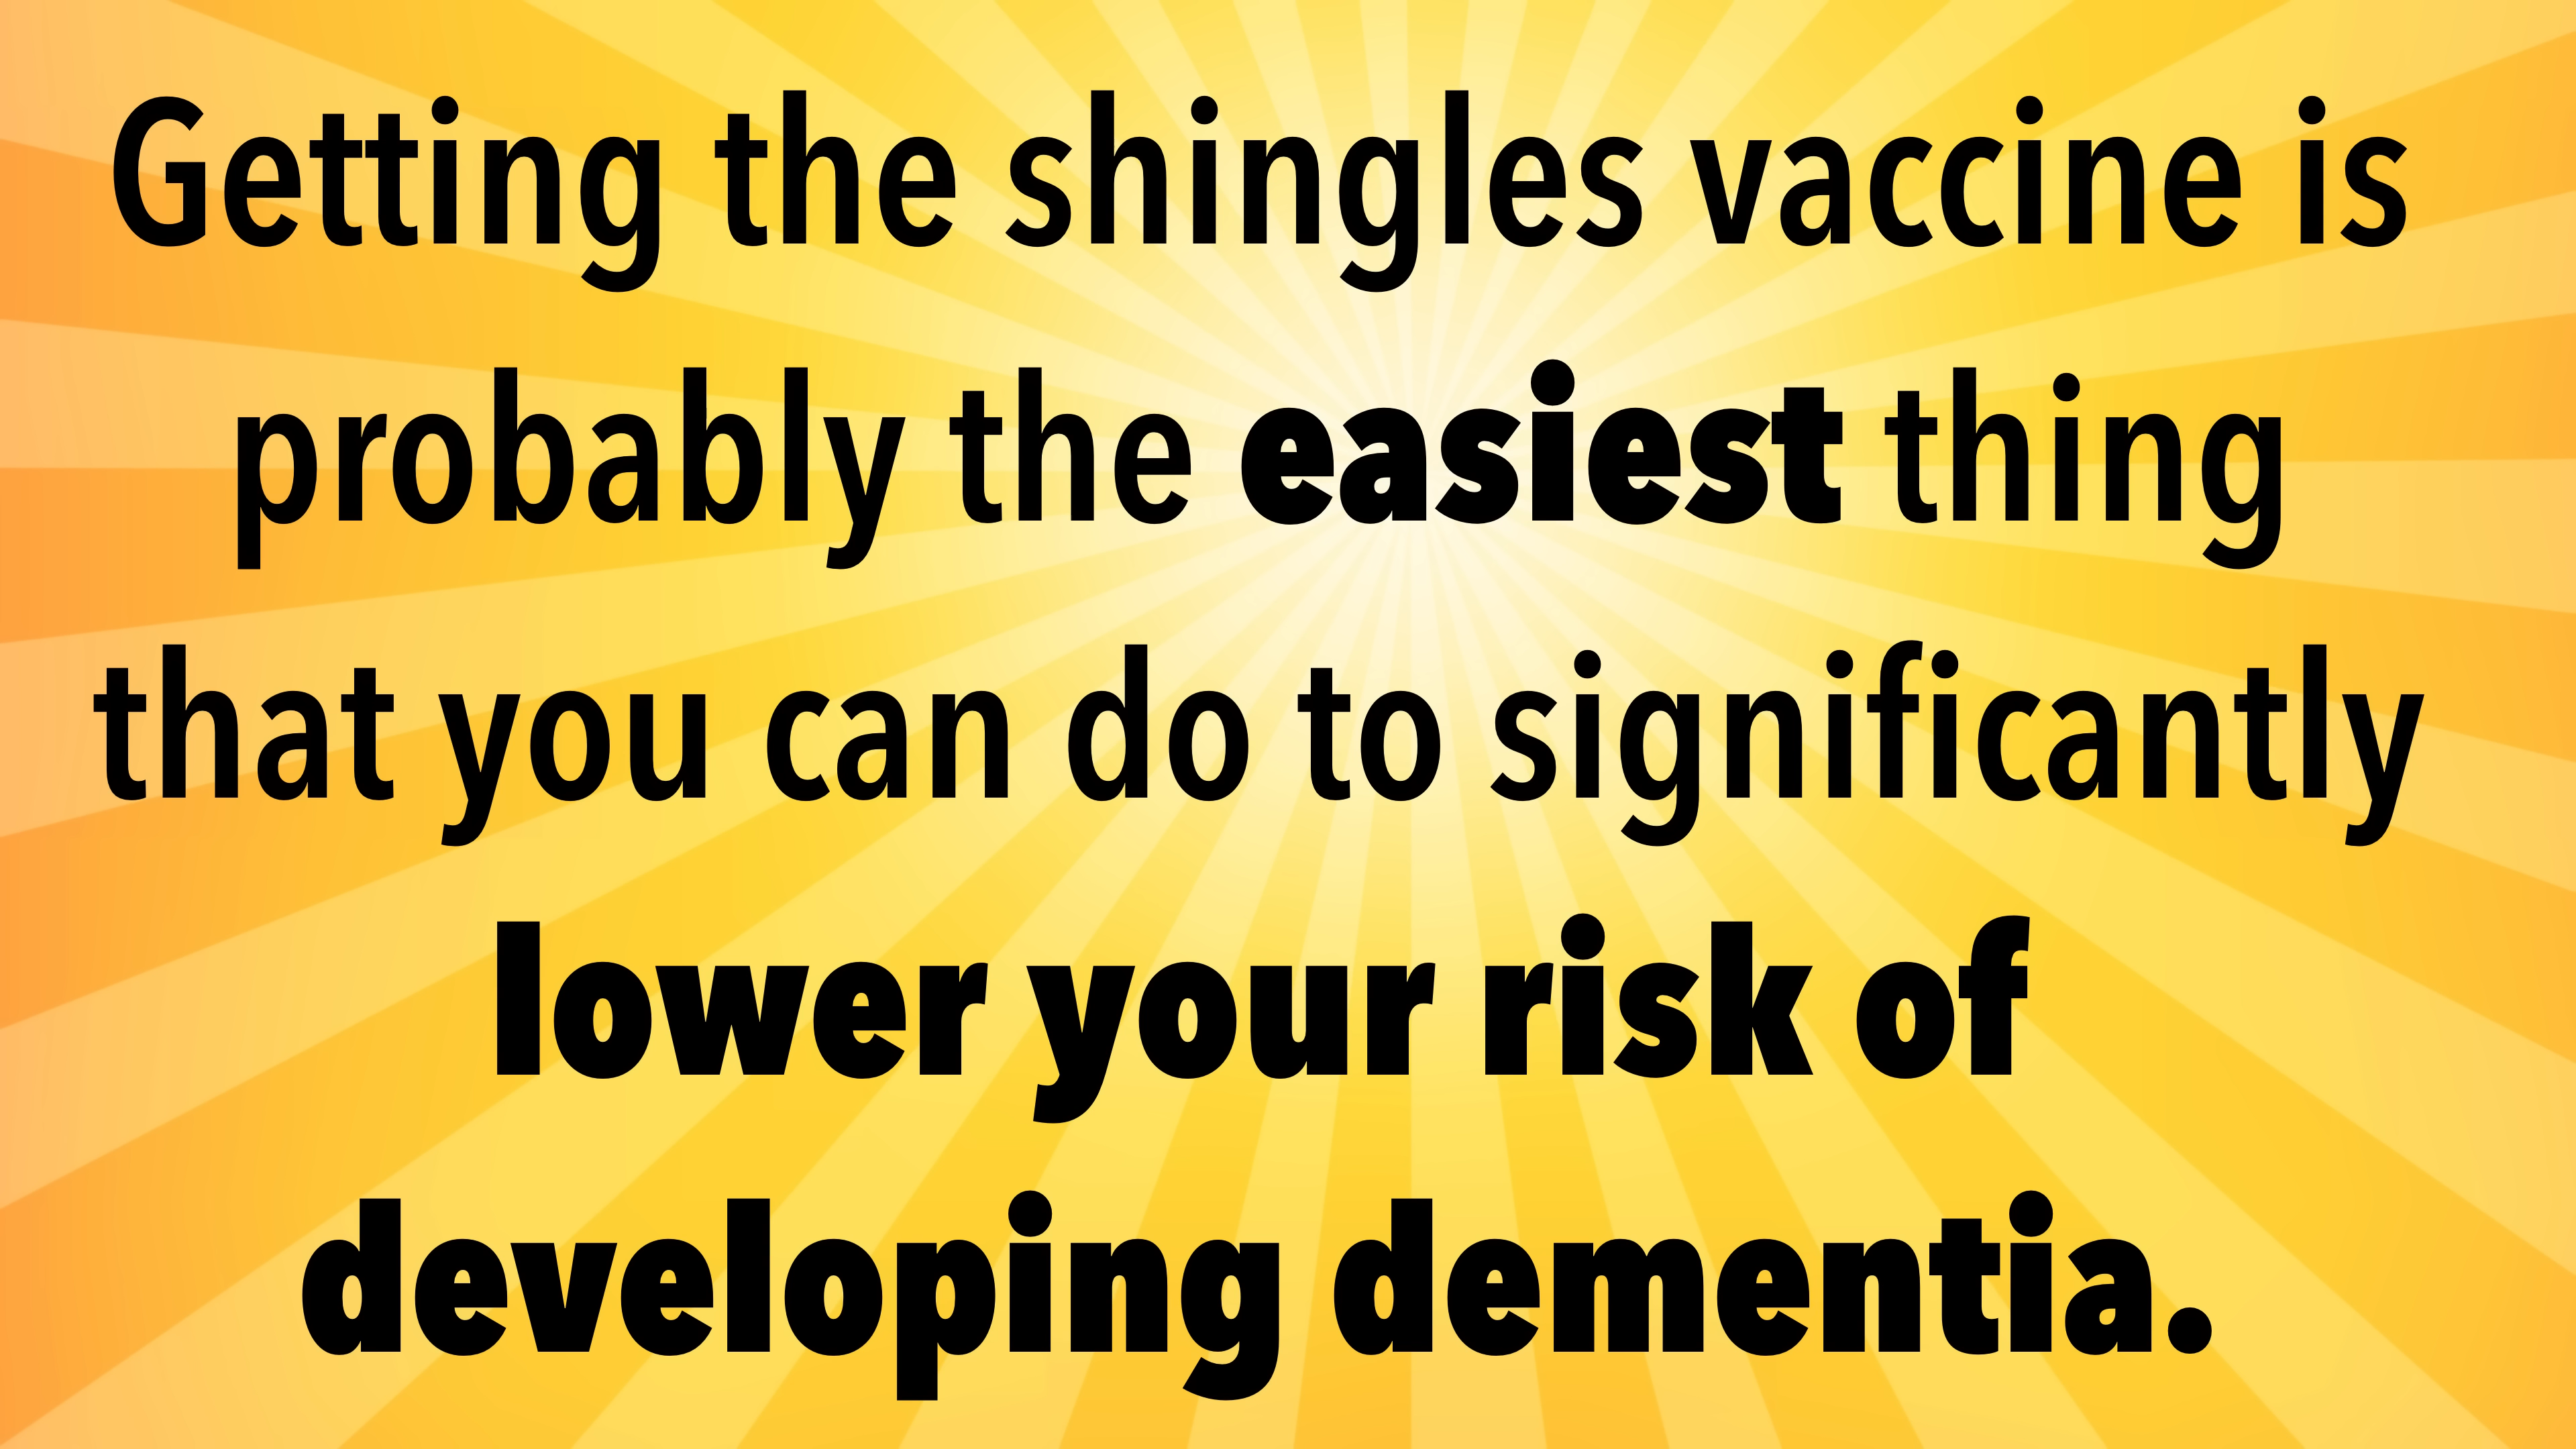 Getting the shingles vaccine is
probably the easiest thing
that you can do to significantly
lower your risk of
developing dementia.